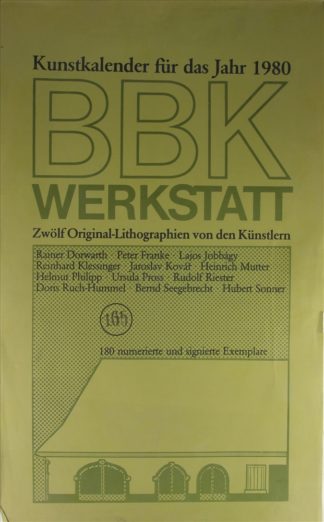 Kunstkalender für das Jahr 1980
BBK
WERKSTATT
Zwölf Original-Lithographien von den Künstlern
Rainer Dorwarth · Peter Franke · Lajos Jobbágy
Reinhard Klessinger · Jaroslav Kovář · Heinrich Mutter
Helmut Philipp · Ursula Pross · Rudolf Riester
Doris Ruch-Hummel · Bernd Seegebrecht · Hubert Sonner
165
180 numerierte und signierte Exemplare